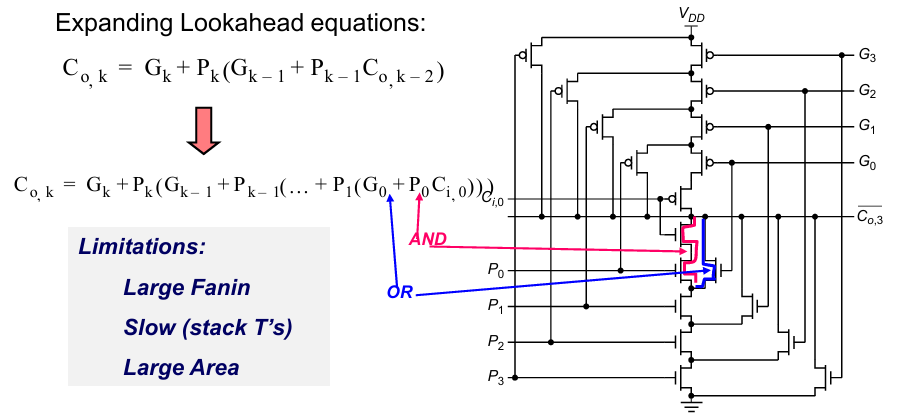 Expanding Lookahead equations:
C_{o,k} = G_k + P_k(G_{k-1} + P_{k-1}C_{o,k-2})
C_{o,k} = G_k + P_k(G_{k-1} + P_{k-1}(… + P_1(G_0 + P_0C_{i,0})))
AND
OR
Limitations:
Large Fanin
Slow (stack T's)
Large Area
V_{DD}
G_3
G_2
G_1
G_0
C_{i,0}
\overline{C_{o,3}}
P_0
P_1
P_2
P_3